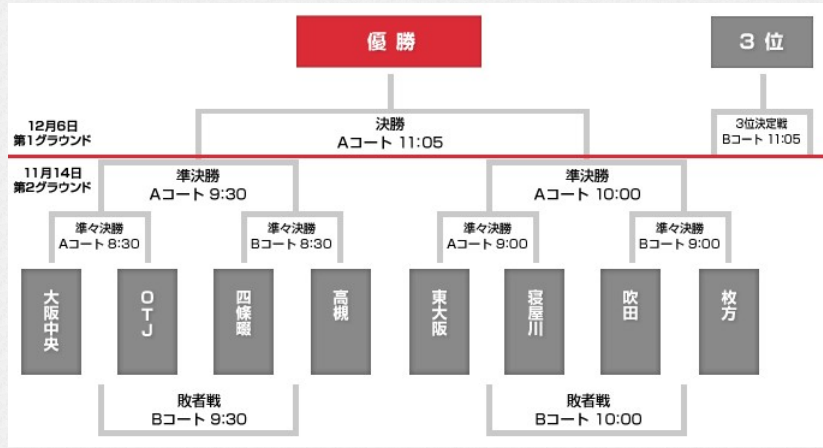 優勝
3位
12月6日
第1グラウンド
決勝
Aコート 11:05
3位決定戦
Bコート 11:05
11月14日
第2グラウンド
準決勝
Aコート 9:30
準決勝
Aコート 10:00
準々決勝
Aコート 8:30
準々決勝
Bコート 8:30
準々決勝
Aコート 9:00
準々決勝
Bコート 9:00
大阪中央
OTJ
四條畷
高槻
東大阪
寝屋川
吹田
枚方
敗者戦
Bコート 9:30
敗者戦
Bコート 10:00